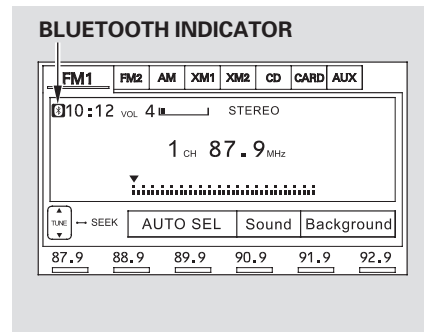 BLUETOOTH INDICATOR
FM1 FM2 AM XM1 XM2 CD CARD AUX
10:12 VOL 4 STEREO
1 CH 87.9 MHz
TUNE SEEK AUTO SEL Sound Background
87.9 88.9 89.9 90.9 91.9 92.9